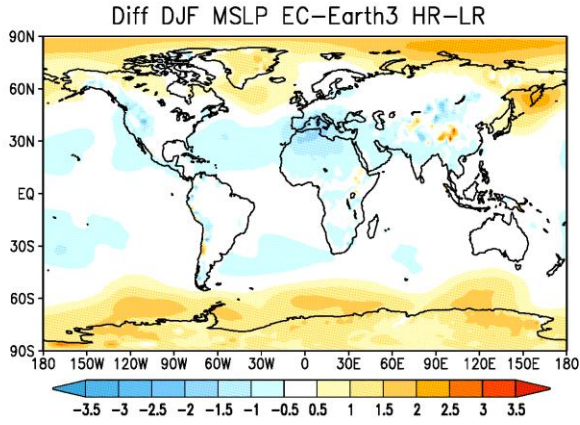 Diff DJF MSLP EC-Earth3 HR-LR
90N
60N
30N
EQ
30S
60S
90S
180 150W 120W 90W 60W 30W 0 30E 60E 90E 120E 150E 180
-3.5 -3 -2.5 -2 -1.5 -1 -0.5 0.5 1 1.5 2 2.5 3 3.5